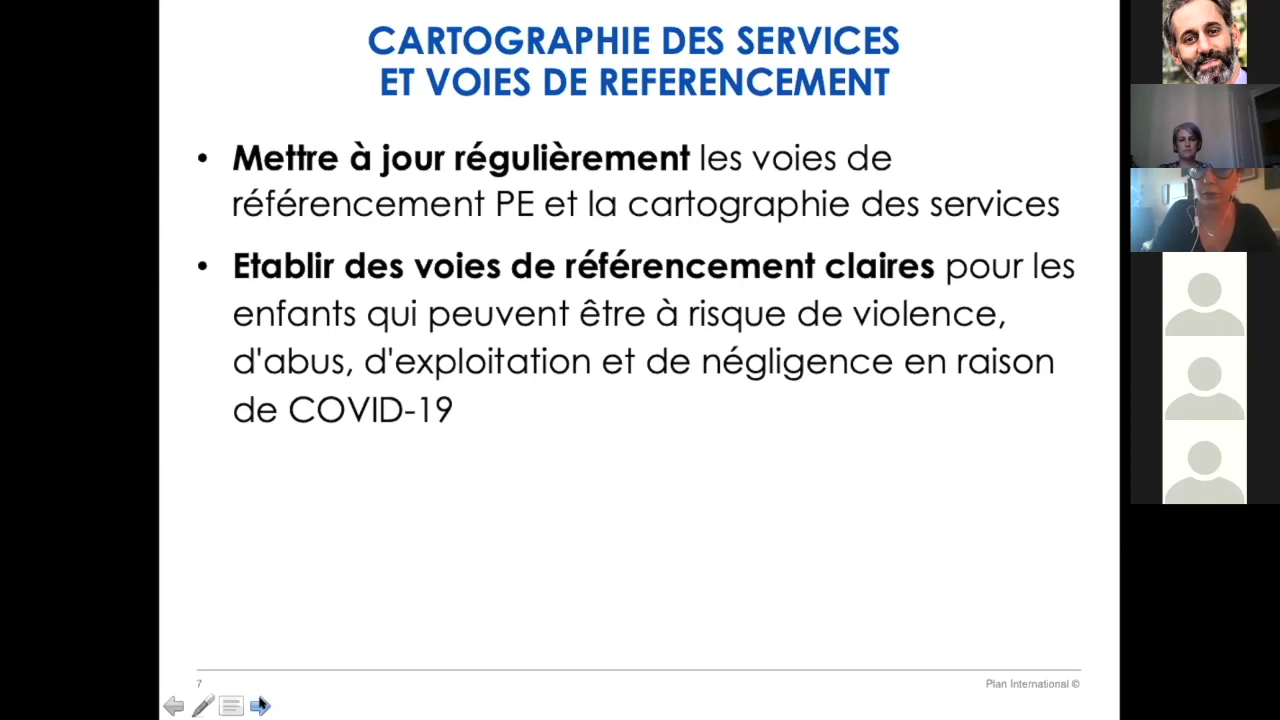 CARTOGRAPHIE DES SERVICES
ET VOIES DE REFERENCEMENT
• Mettre à jour régulièrement les voies de
référencement PE et la cartographie des services
• Etablir des voies de référencement claires pour les
enfants qui peuvent être à risque de violence,
d'abus, d'exploitation et de négligence en raison
de COVID-19
7
Plan International ©